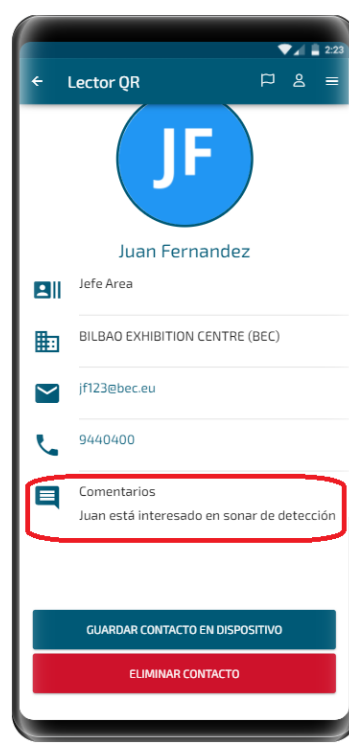 2:23
Lector QR
JF
Juan Fernandez
Jefe Area
BILBAO EXHIBITION CENTRE (BEC)
jf123@bec.eu
9440400
Comentarios
Juan está interesado en sonar de detección
GUARDAR CONTACTO EN DISPOSITIVO
ELIMINAR CONTACTO